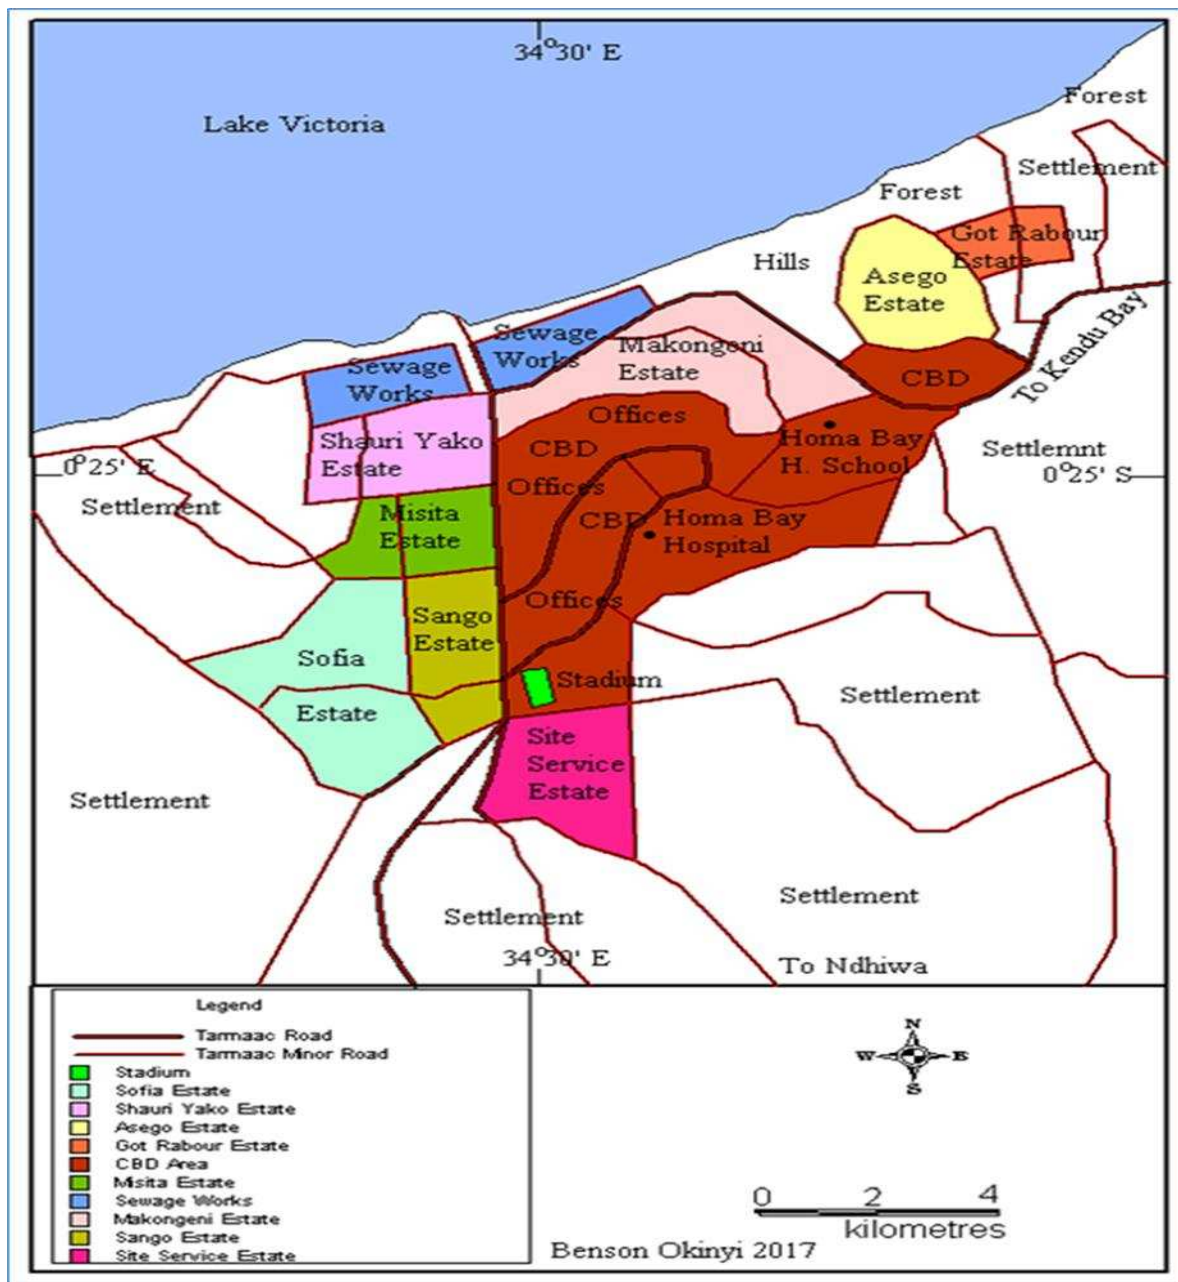 34°30' E
Lake Victoria
Forest
Settlement
Forest
Got Rabour
Estate
Hills
Asego
Estate
Sewage
Works
Makongeni
Estate
To Kendu Bay
Sewage
Works
CBD
Offices
Shauri Yako
Estate
CBD
Homa Bay
H. School
Settlemnt
0°25' E
0°25' S
Settlement
Offices
Misita
Estate
CBD
Homa Bay
Hospital
Offices
Sango
Estate
Sofia
Estate
Stadium
Settlement
Site
Service
Estate
Settlement
Settlement
Settlement
34°30' E
To Ndhiwa
Legend
Tarmaac Road
Tarmaac Minor Road
Stadium
Sofia Estate
Shauri Yako Estate
Asego Estate
Got Rabour Estate
CBD Area
Misita Estate
Sewage Works
Makongeni Estate
Sango Estate
Site Service Estate
N
W E
S
0 2 4
kilometres
Benson Okinyi 2017